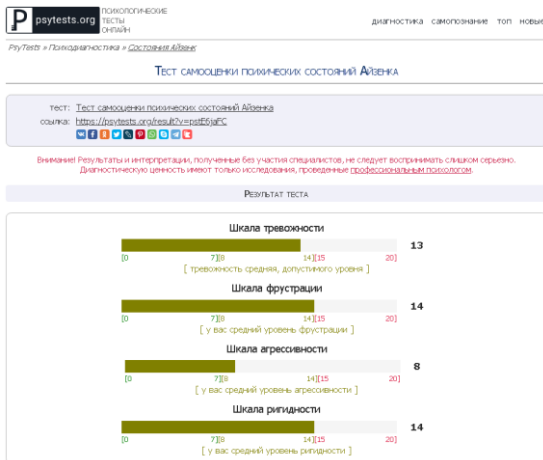 psytests.org
ПСИХОЛОГИЧЕСКИЕ
ТЕСТЫ
ОНЛАЙН
диагностика самопознание топ новые
PsyTests » Психодиагностика » Состояния Айзенк
Тест самооценки психических состояний Айзенка
тест: Тест самооценки психических состояний Айзенка
ссылка: https://psytests.org/result?v=pstE6jaFC
Внимание! Результаты и интерпретации, полученные без участия специалистов, не следует воспринимать слишком серьезно.
Диагностическую ценность имеют только исследования, проведенные профессиональным психологом.
Результат теста
Шкала тревожности
13
[0 7][8 14][15 20]
[ тревожность средняя, допустимого уровня ]
Шкала фрустрации
14
[0 7][8 14][15 20]
[ у вас средний уровень фрустрации ]
Шкала агрессивности
8
[0 7][8 14][15 20]
[ у вас средний уровень агрессивности ]
Шкала ригидности
14
[0 7][8 14][15 20]
[ у вас средний уровень ригидности ]